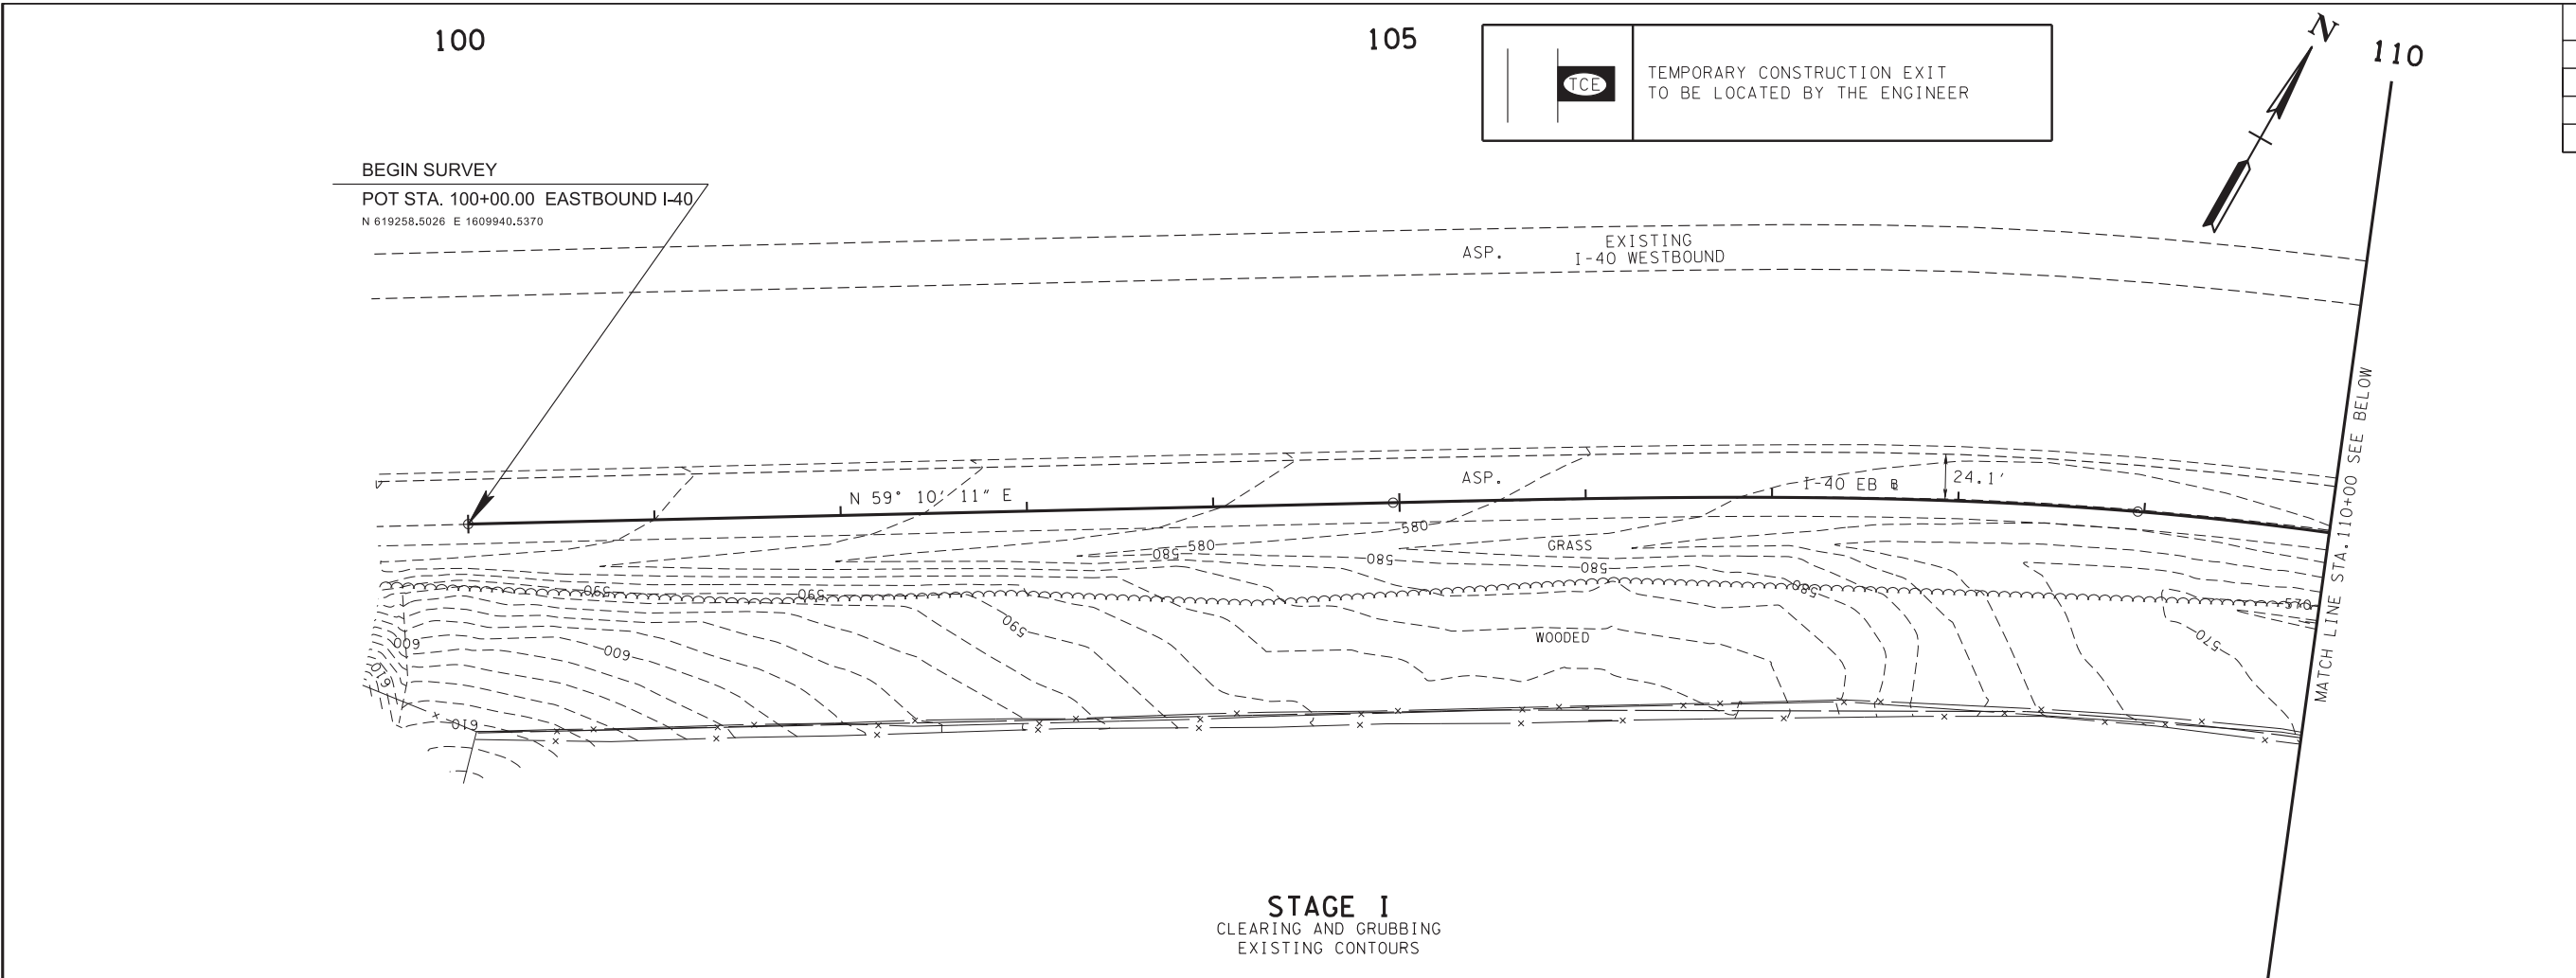 100
105
110
N
TCE
TEMPORARY CONSTRUCTION EXIT
TO BE LOCATED BY THE ENGINEER
BEGIN SURVEY
POT STA. 100+00.00 EASTBOUND I-40
N 619258.5026 E 1609940.5370
ASP.
EXISTING
I-40 WESTBOUND
N 59° 10' 11" E
ASP.
I-40 EB ⅊
24.1'
580
580
580
580
580
580
GRASS
590
590
590
570
570
WOODED
600
600
610
610
MATCH LINE STA.110+00 SEE BELOW
STAGE I
CLEARING AND GRUBBING
EXISTING CONTOURS